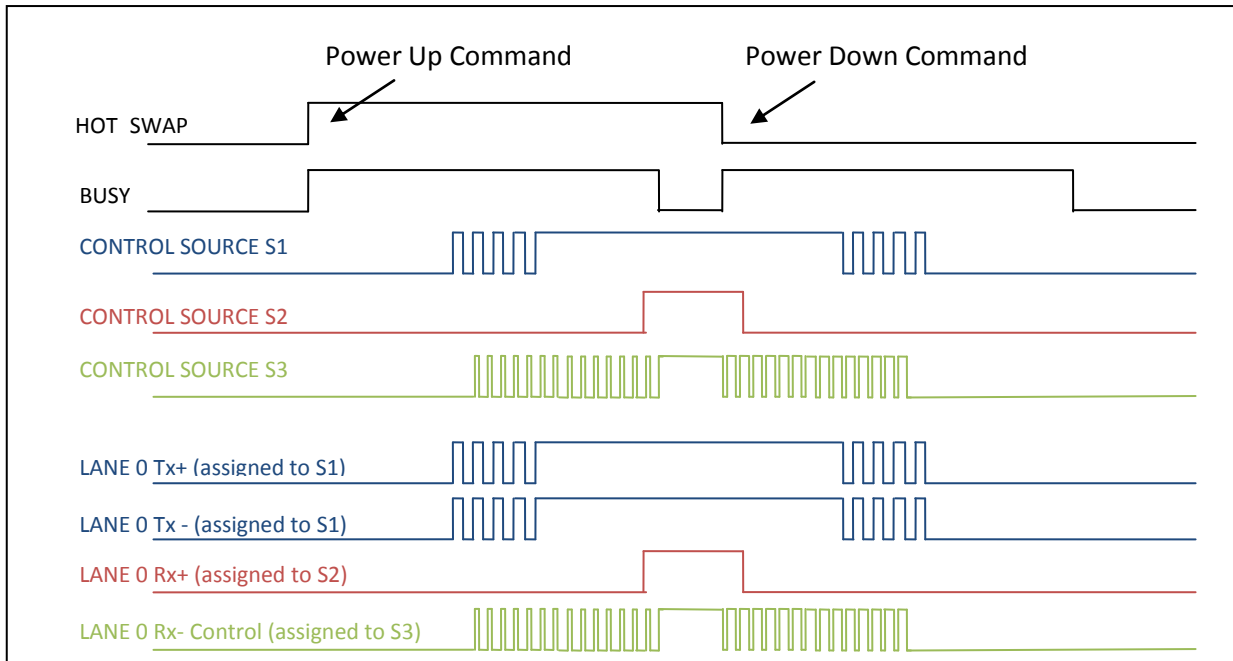 Power Up Command
Power Down Command
HOT SWAP
BUSY
CONTROL SOURCE S1
CONTROL SOURCE S2
CONTROL SOURCE S3
LANE 0 Tx+ (assigned to S1)
LANE 0 Tx - (assigned to S1)
LANE 0 Rx+ (assigned to S2)
LANE 0 Rx- Control (assigned to S3)